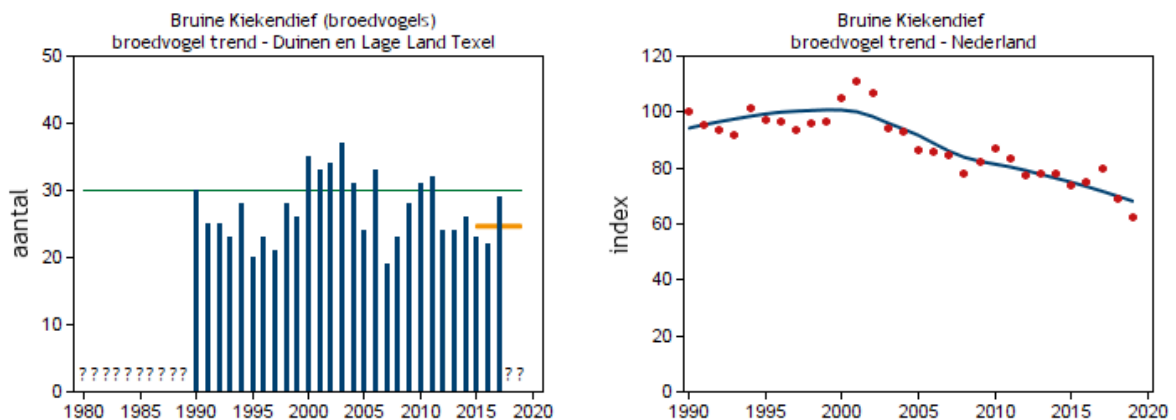 Bruine Kiekendief (broedvogels)
broedvogel trend - Duinen en Lage Land Texel
50
40
30
20
10
0
aantal
? ? ? ? ? ? ? ? ? ?
? ?
1980 1985 1990 1995 2000 2005 2010 2015 2020
Bruine Kiekendief
broedvogel trend - Nederland
120
100
80
60
40
20
0
index
1990 1995 2000 2005 2010 2015 2020